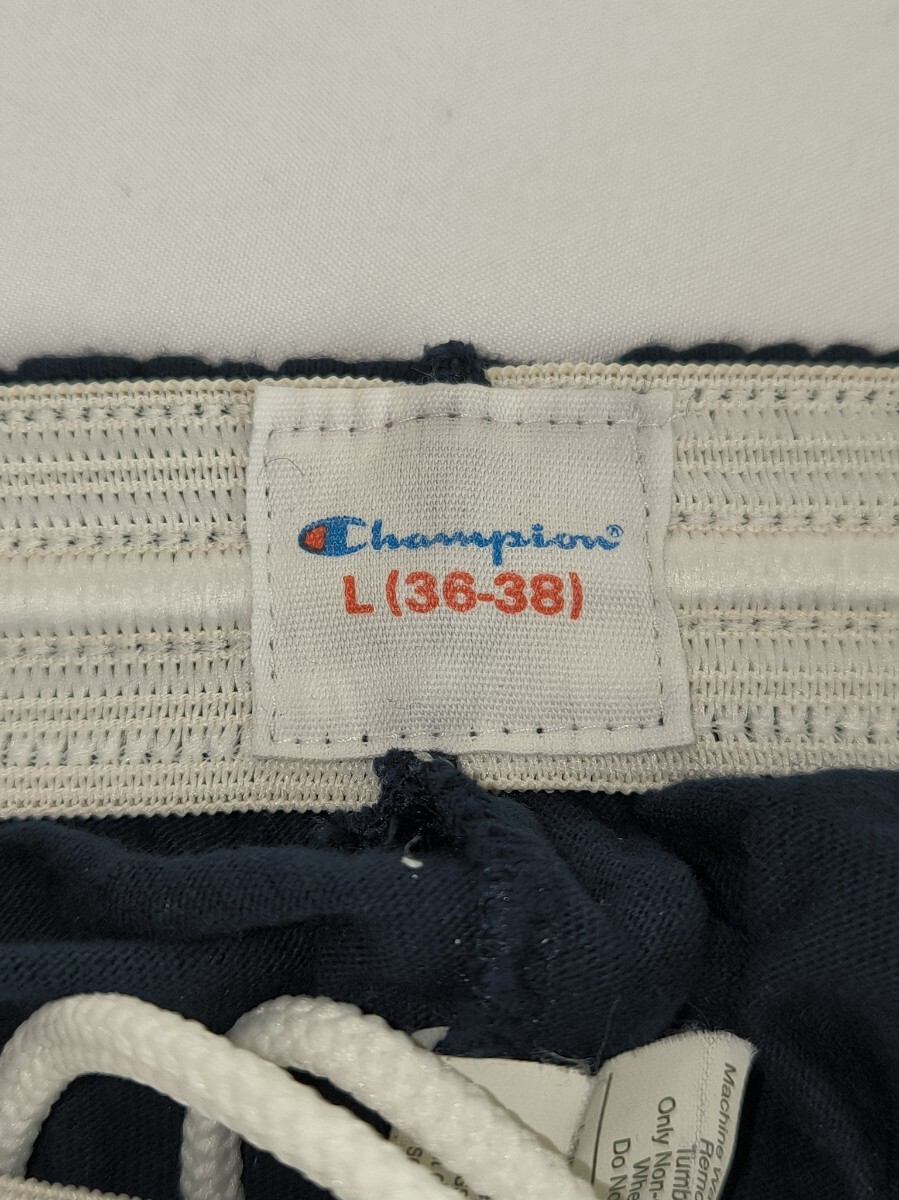 Champion®
L (36-38)
Machine W
Remo
Tumb
Only Non-
Whe
Do No